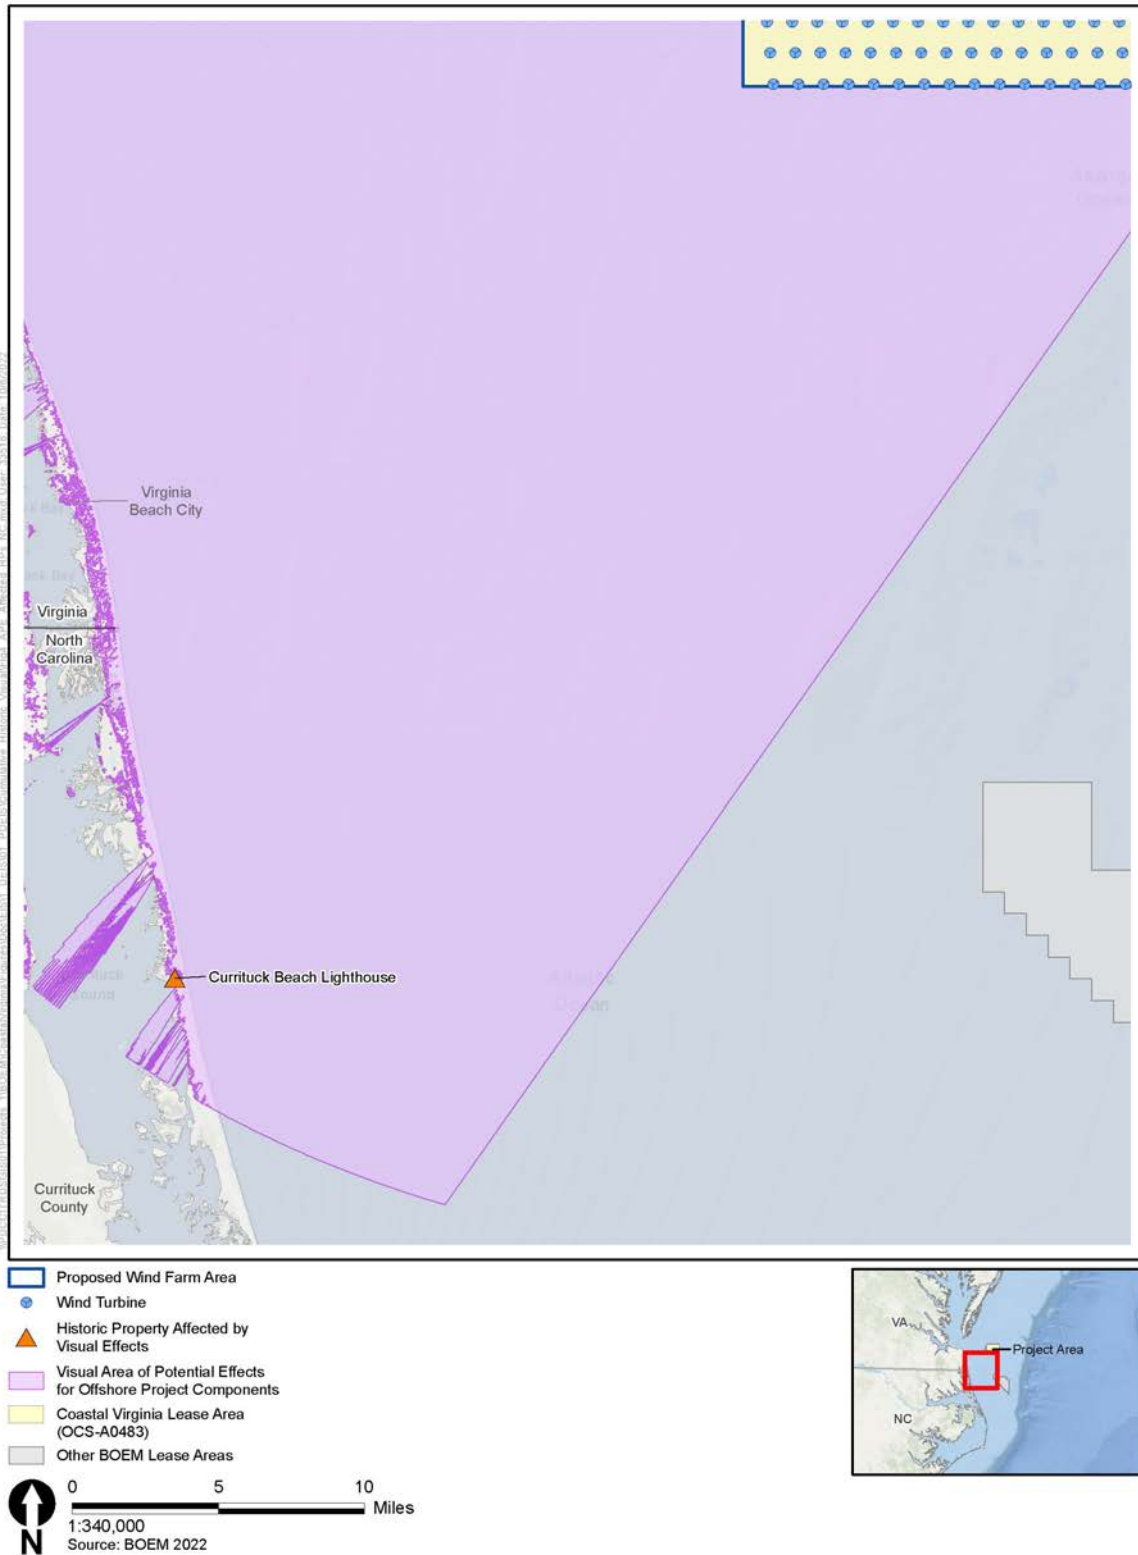 Virginia
Beach City
Virginia
North
Carolina
Currituck Beach Lighthouse
Currituck
County
Proposed Wind Farm Area
Wind Turbine
Historic Property Affected by
Visual Effects
Visual Area of Potential Effects
for Offshore Project Components
Coastal Virginia Lease Area
(OCS-A0483)
Other BOEM Lease Areas
0 5 10
Miles
1:340,000
Source: BOEM 2022
N
VA
Project Area
NC